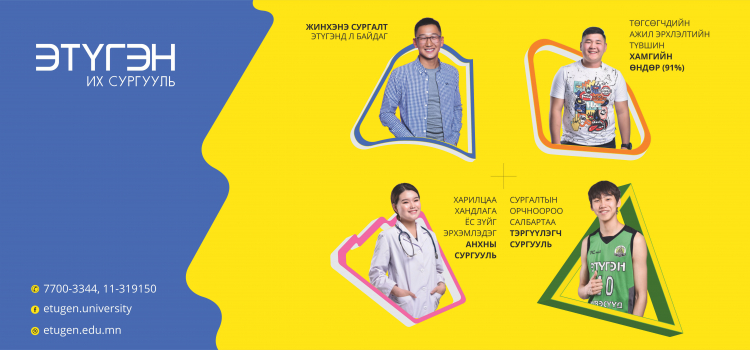 ЭТҮГЭН
ИХ СУРГУУЛЬ
7700-3344, 11-319150
etugen.university
etugen.edu.mn
ЖИНХЭНЭ СУРГАЛТ
ЭТҮГЭНД Л БАЙДАГ
ТӨГСӨГЧДИЙН
АЖИЛ ЭРХЛЭЛТИЙН
ТҮВШИН
ХАМГИЙН
ӨНДӨР (91%)
ХАРИЛЦАА
ХАНДЛАГА
ЁС ЗҮЙГ
ЭРХЭМЛЭДЭГ
АНХНЫ
СУРГУУЛЬ
СУРГАЛТЫН
ОРЧНООРОО
САЛБАРТАА
ТЭРГҮҮЛЭГЧ
СУРГУУЛЬ
ЭТҮГЭН
10